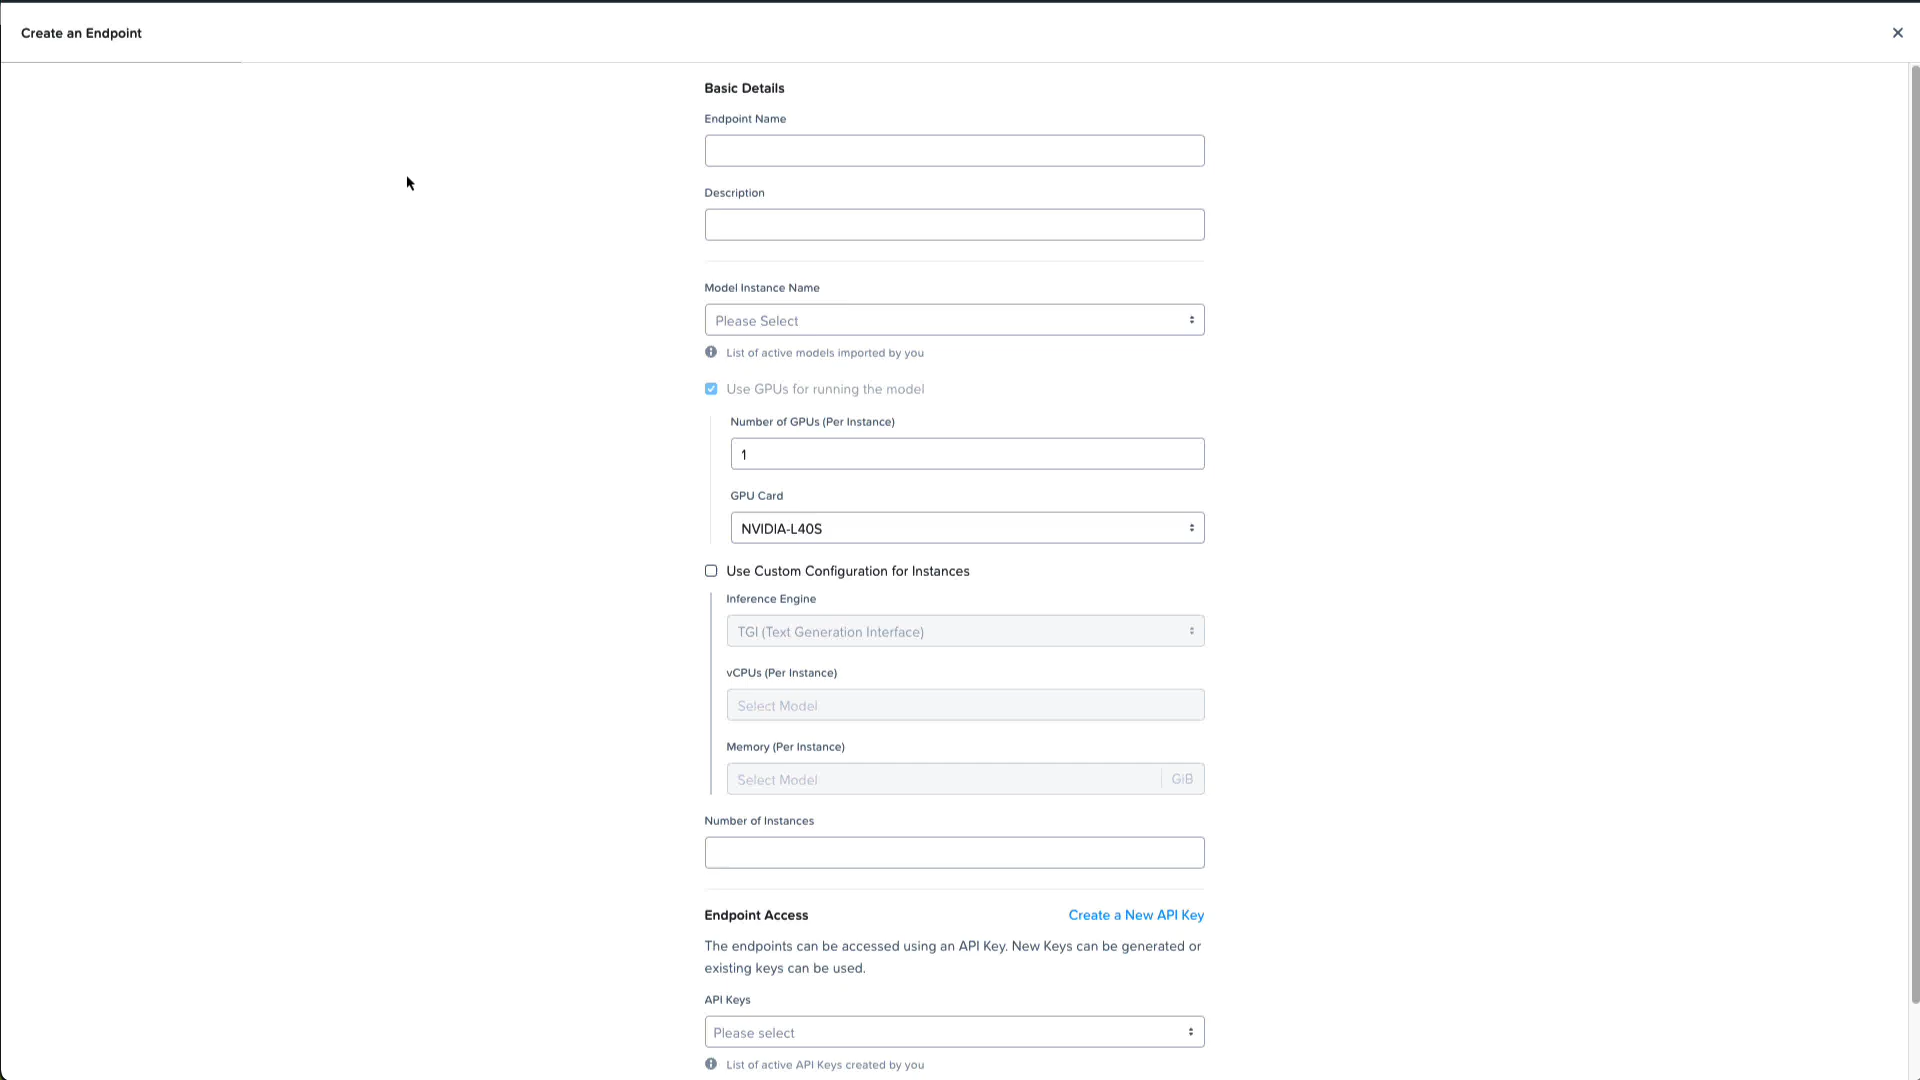 Create an Endpoint
Basic Details
Endpoint Name
Description
Model Instance Name
Please Select
List of active models imported by you
Use GPUs for running the model
Number of GPUs (Per Instance)
1
GPU Card
NVIDIA-L40S
Use Custom Configuration for Instances
Inference Engine
TGI (Text Generation Interface)
vCPUs (Per Instance)
Select Model
Memory (Per Instance)
Select Model GiB
Number of Instances
Endpoint Access Create a New API Key
The endpoints can be accessed using an API Key. New Keys can be generated or
existing keys can be used.
API Keys
Please select
List of active API Keys created by you